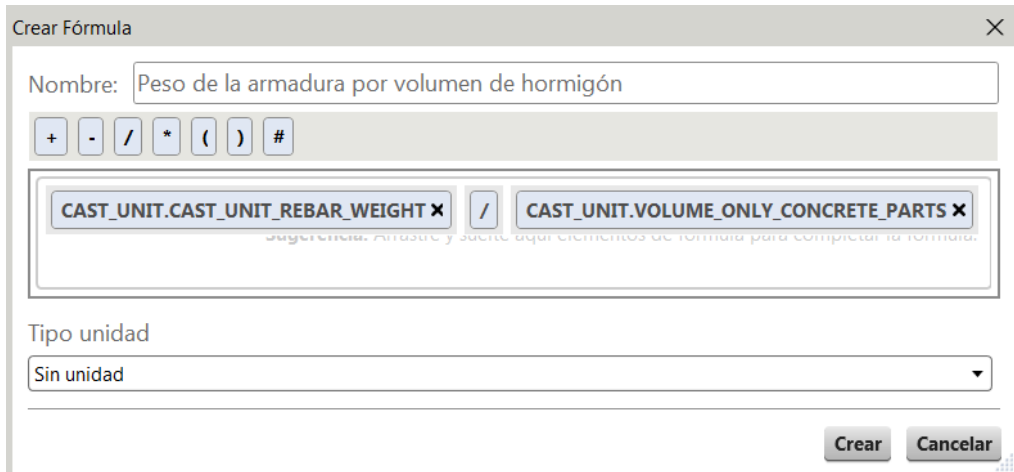 Crear Fórmula
Nombre: Peso de la armadura por volumen de hormigón
+ - / * ( ) #
CAST_UNIT.CAST_UNIT_REBAR_WEIGHT × / CAST_UNIT.VOLUME_ONLY_CONCRETE_PARTS ×
Sugerencia: Arrastre y suelte aquí elementos de fórmula para completar la fórmula.
Tipo unidad
Sin unidad
Crear Cancelar